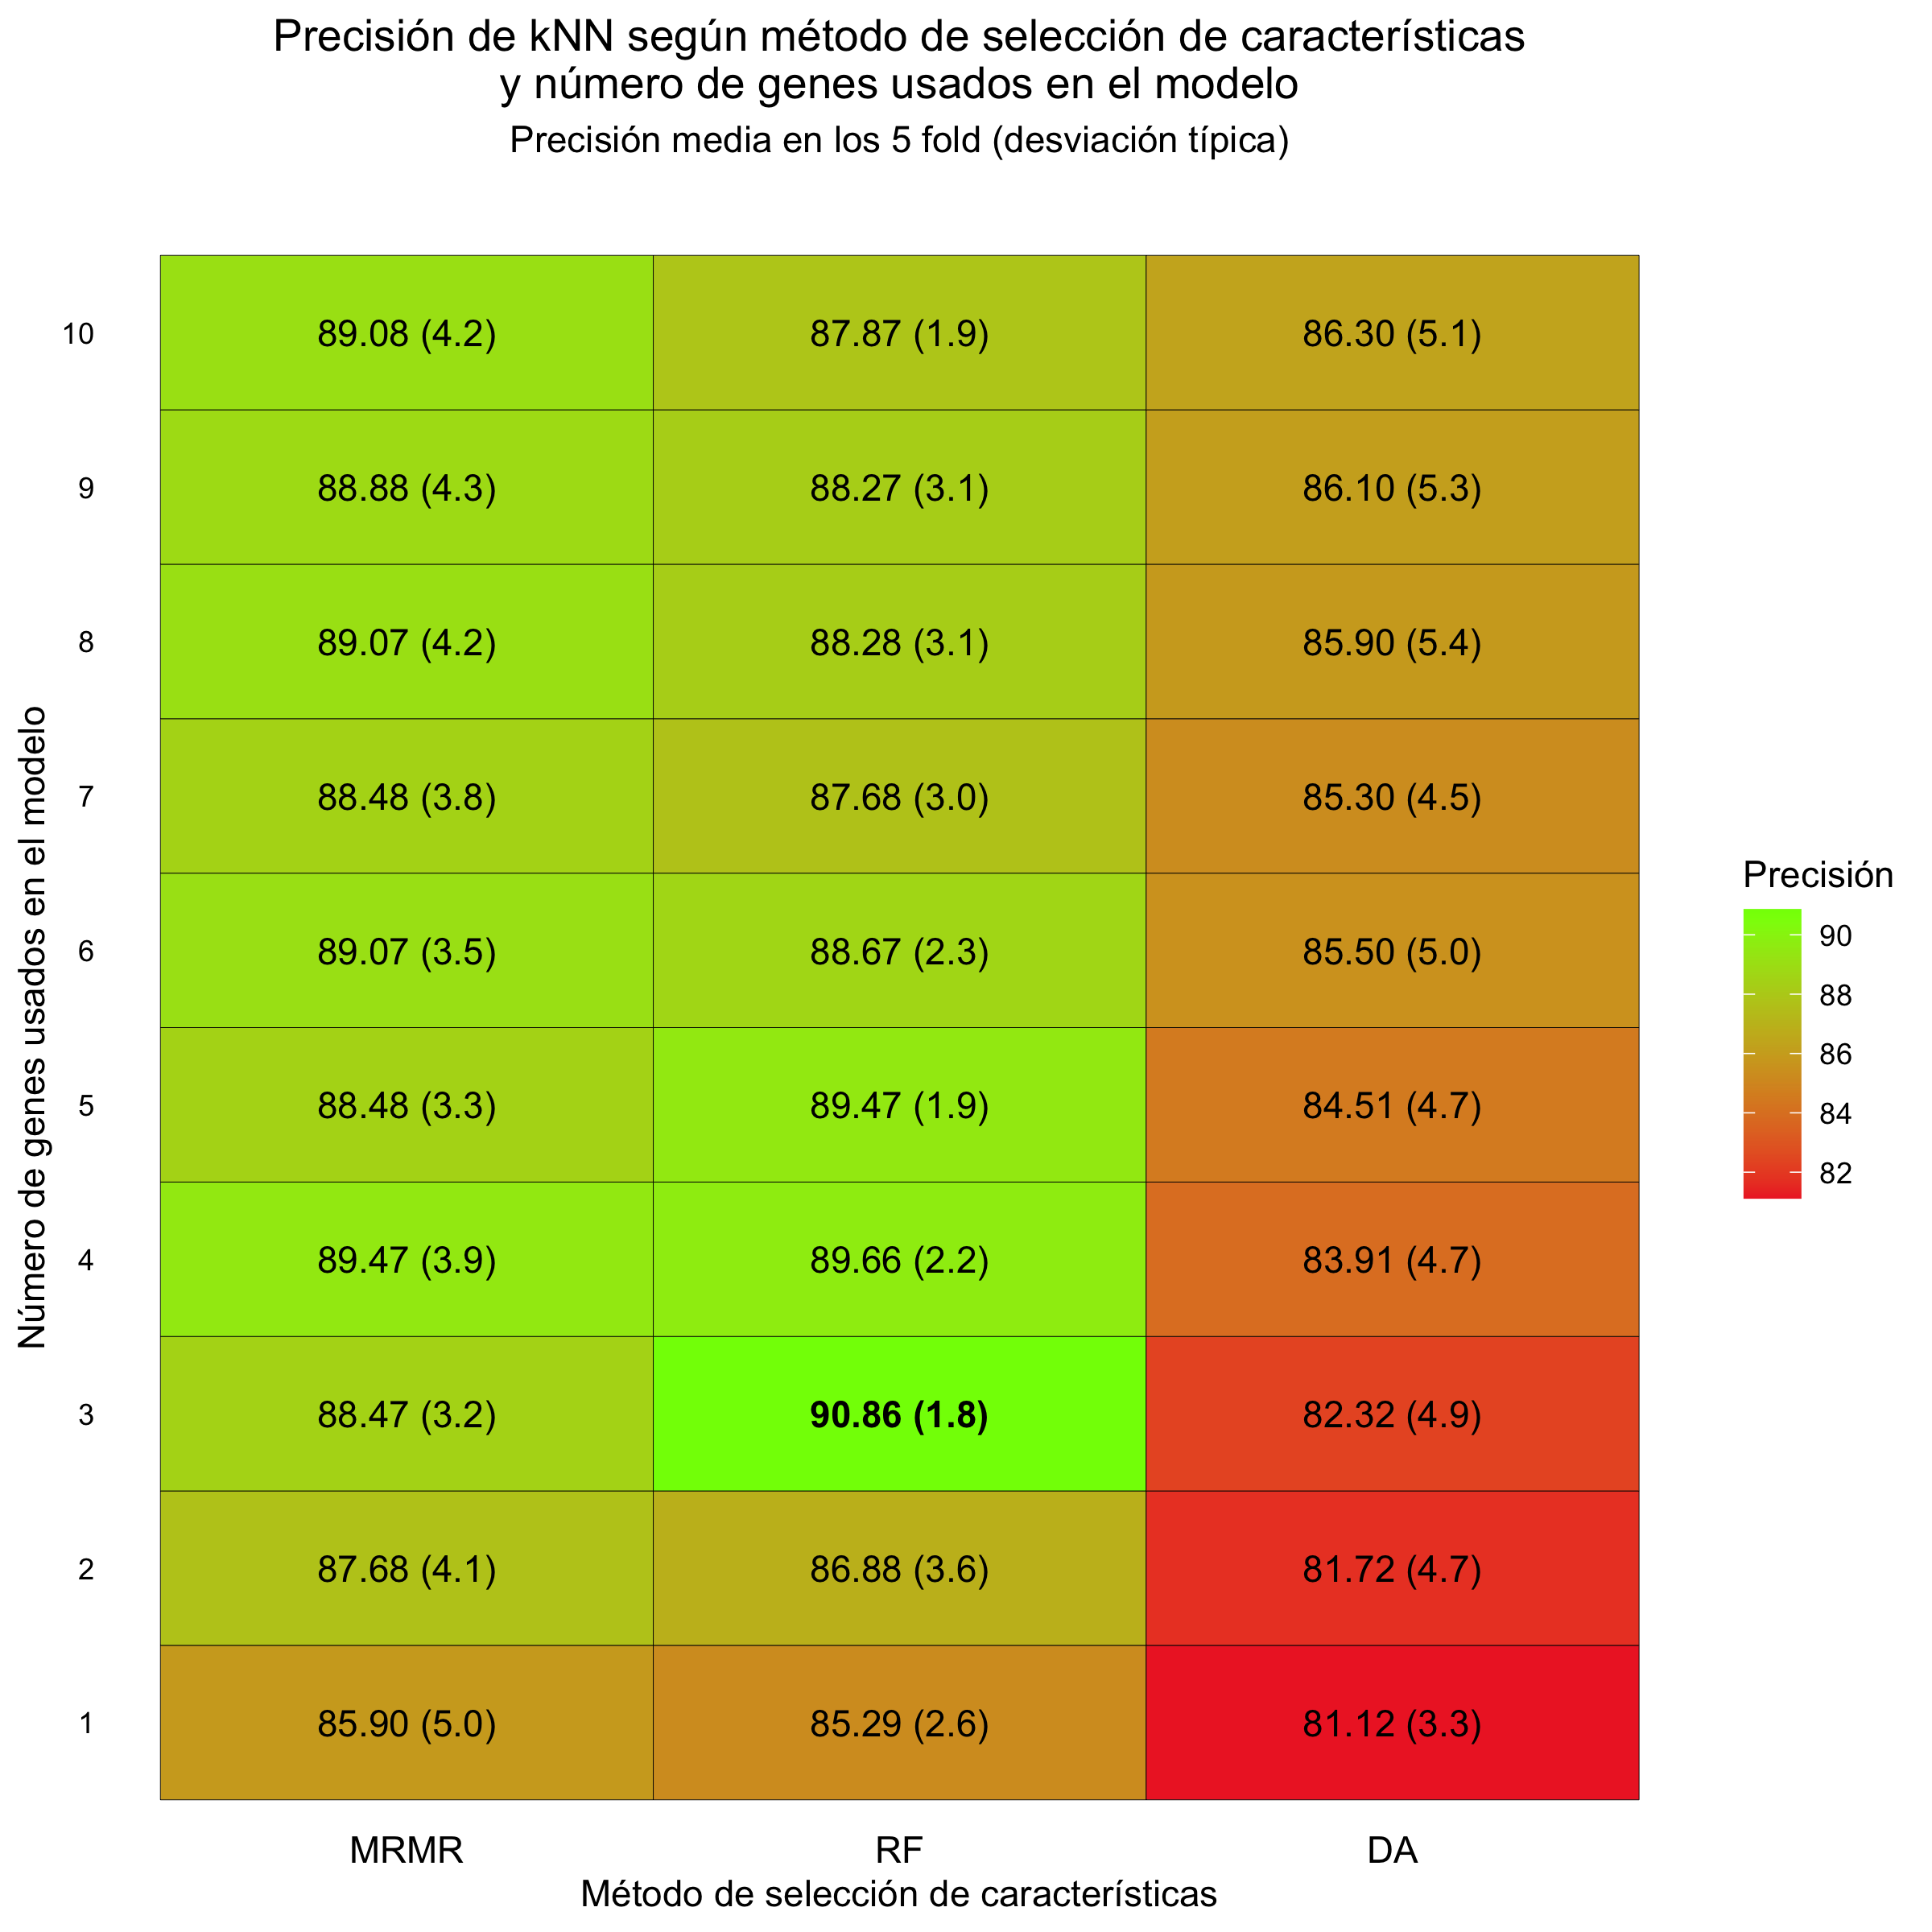 Precisión de kNN según método de selección de características
y número de genes usados en el modelo
Precisión media en los 5 fold (desviación típica)
Número de genes usados en el modelo
10 89.08 (4.2) 87.87 (1.9) 86.30 (5.1)
9 88.88 (4.3) 88.27 (3.1) 86.10 (5.3)
8 89.07 (4.2) 88.28 (3.1) 85.90 (5.4)
7 88.48 (3.8) 87.68 (3.0) 85.30 (4.5)
6 89.07 (3.5) 88.67 (2.3) 85.50 (5.0)
5 88.48 (3.3) 89.47 (1.9) 84.51 (4.7)
4 89.47 (3.9) 89.66 (2.2) 83.91 (4.7)
3 88.47 (3.2) 90.86 (1.8) 82.32 (4.9)
2 87.68 (4.1) 86.88 (3.6) 81.72 (4.7)
1 85.90 (5.0) 85.29 (2.6) 81.12 (3.3)
MRMR RF DA
Método de selección de características
Precisión
90
88
86
84
82